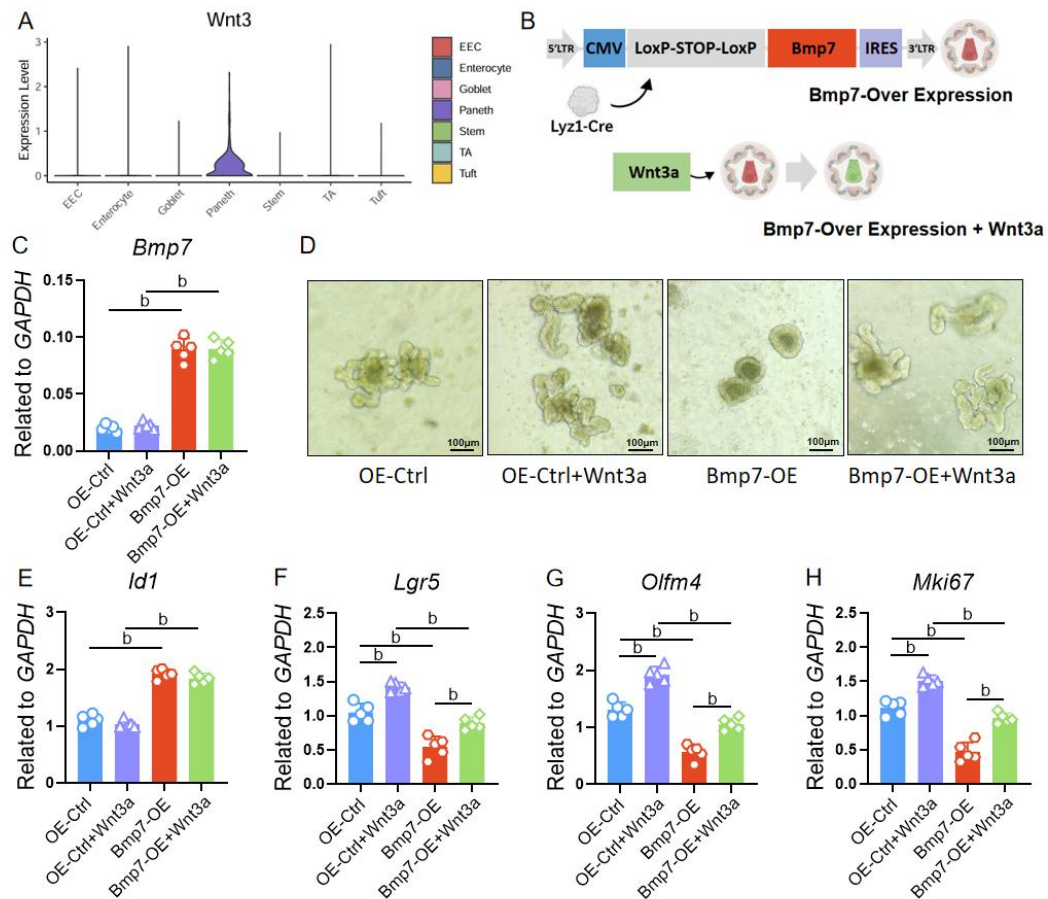 A
Wnt3
Expression Level
3
2
1
0
EEC
Enterocyte
Goblet
Paneth
Stem
TA
Tuft
EEC
Enterocyte
Goblet
Paneth
Stem
TA
Tuft
B
5'LTR CMV LoxP-STOP-LoxP Bmp7 IRES 3'LTR
Lyz1-Cre
Bmp7-Over Expression
Wnt3a
Bmp7-Over Expression + Wnt3a
C
Bmp7
Related to GAPDH
0.15
0.10
0.05
0.00
b
b
OE-Ctrl
OE-Ctrl+Wnt3a
Bmp7-OE
Bmp7-OE+Wnt3a
D
100μm
100μm
100μm
100μm
OE-Ctrl
OE-Ctrl+Wnt3a
Bmp7-OE
Bmp7-OE+Wnt3a
E
Id1
Related to GAPDH
3
2
1
0
b
b
OE-Ctrl
OE-Ctrl+Wnt3a
Bmp7-OE
Bmp7-OE+Wnt3a
F
Lgr5
Related to GAPDH
2.5
2.0
1.5
1.0
0.5
0.0
b
b
b
b
OE-Ctrl
OE-Ctrl+Wnt3a
Bmp7-OE
Bmp7-OE+Wnt3a
G
Olfm4
Related to GAPDH
3
2
1
0
b
b
b
b
OE-Ctrl
OE-Ctrl+Wnt3a
Bmp7-OE
Bmp7-OE+Wnt3a
H
Mki67
Related to GAPDH
2.5
2.0
1.5
1.0
0.5
0.0
b
b
b
b
OE-Ctrl
OE-Ctrl+Wnt3a
Bmp7-OE
Bmp7-OE+Wnt3a